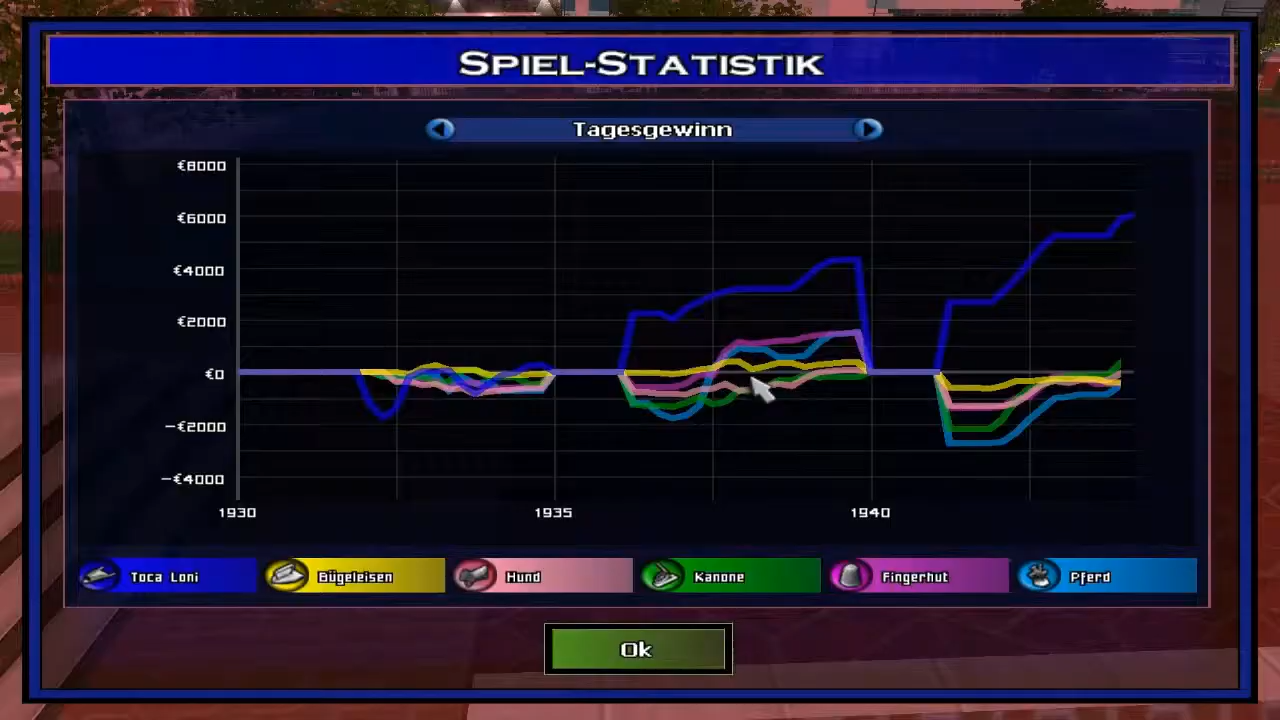 SPIEL-STATISTIK
Tagesgewinn
€8000
€6000
€4000
€2000
€0
-€2000
-€4000
1930 1935 1940
Toca Loni Bügeleisen Hund Kanone Fingerhut Pferd
Ok